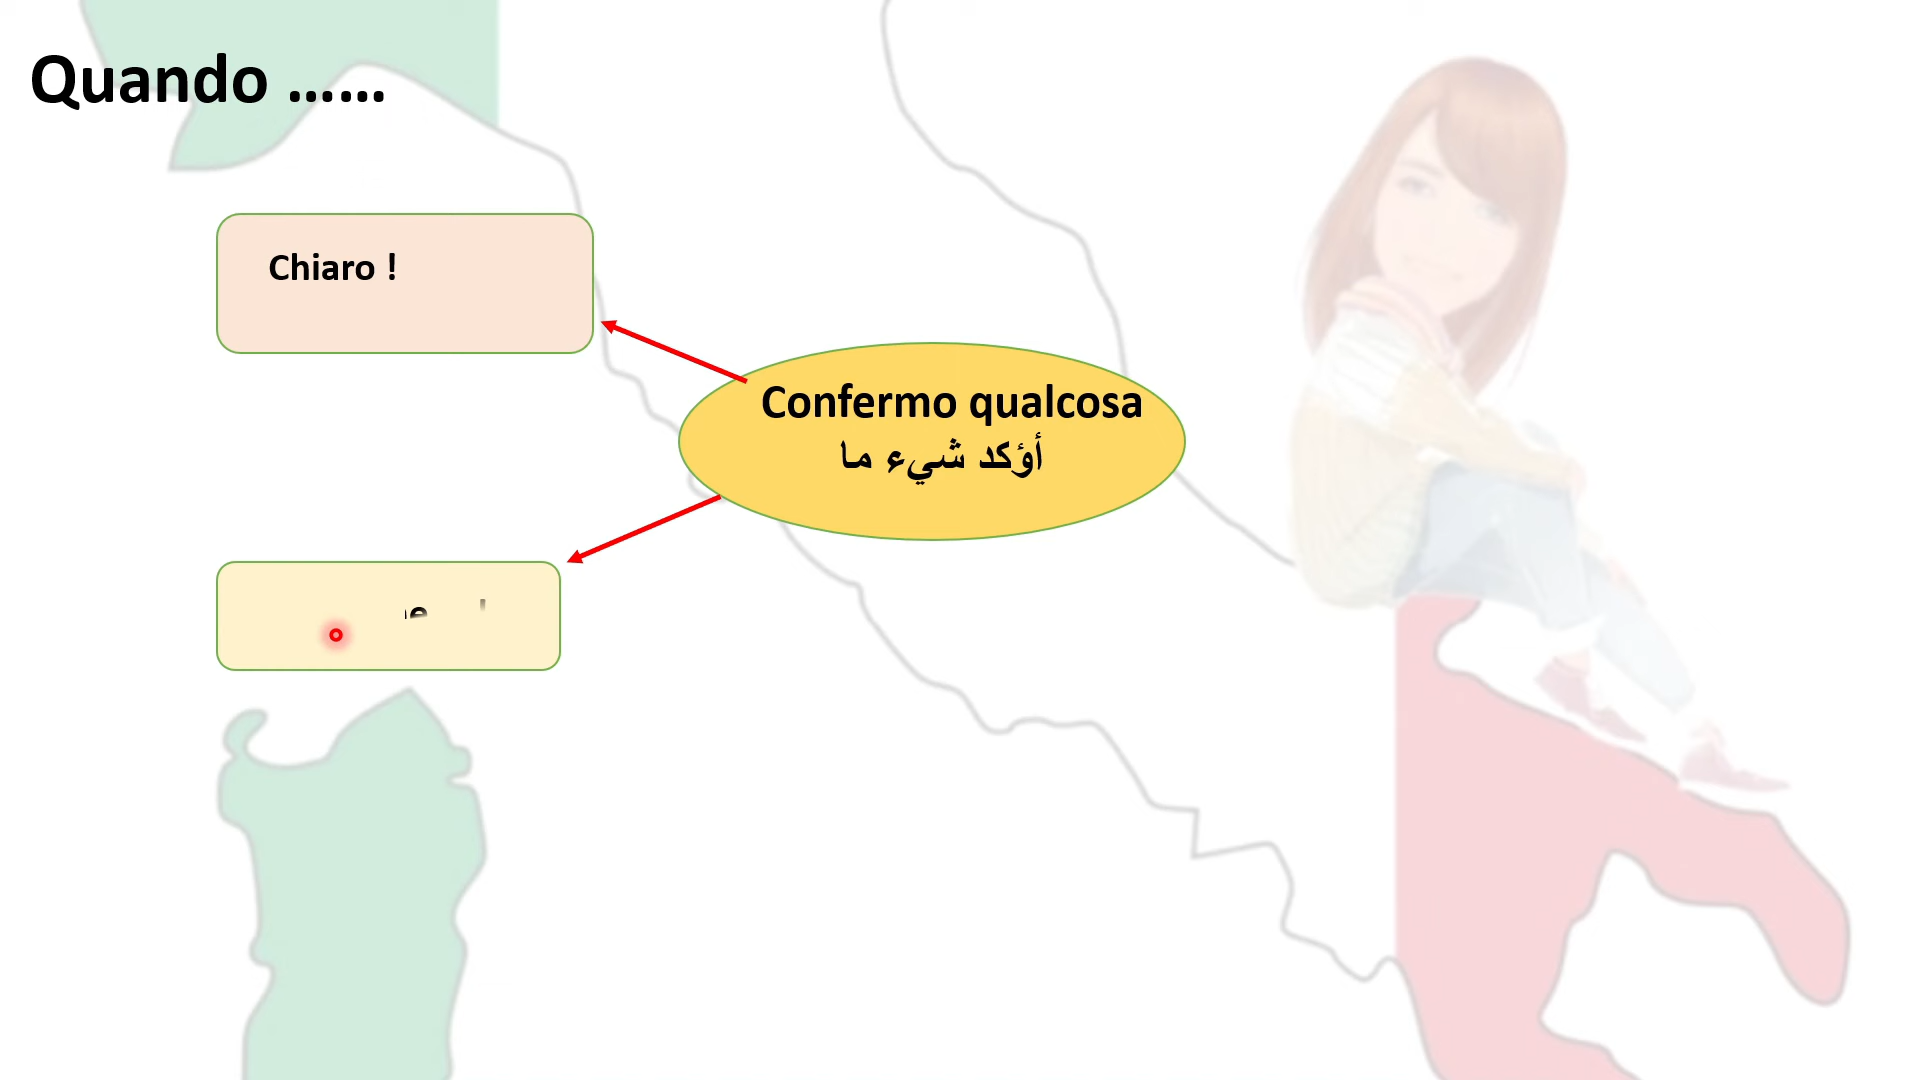 Quando ......
Chiaro !
Confermo qualcosa
أؤكد شيء ما